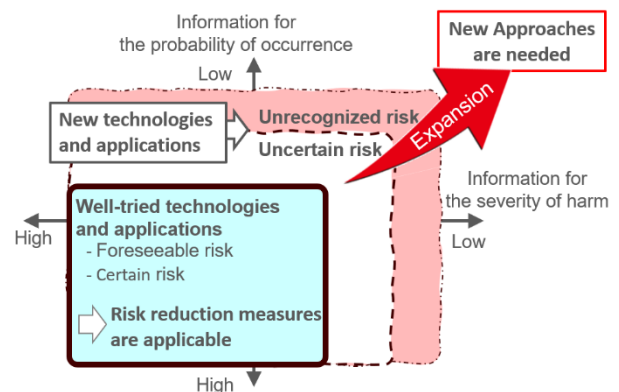 Information for
the probability of occurrence
Low
New Approaches
are needed
Expansion
New technologies
and applications
Unrecognized risk
Uncertain risk
Information for
the severity of harm
High
Low
Well-tried technologies
and applications
- Foreseeable risk
- Certain risk
Risk reduction measures
are applicable
High